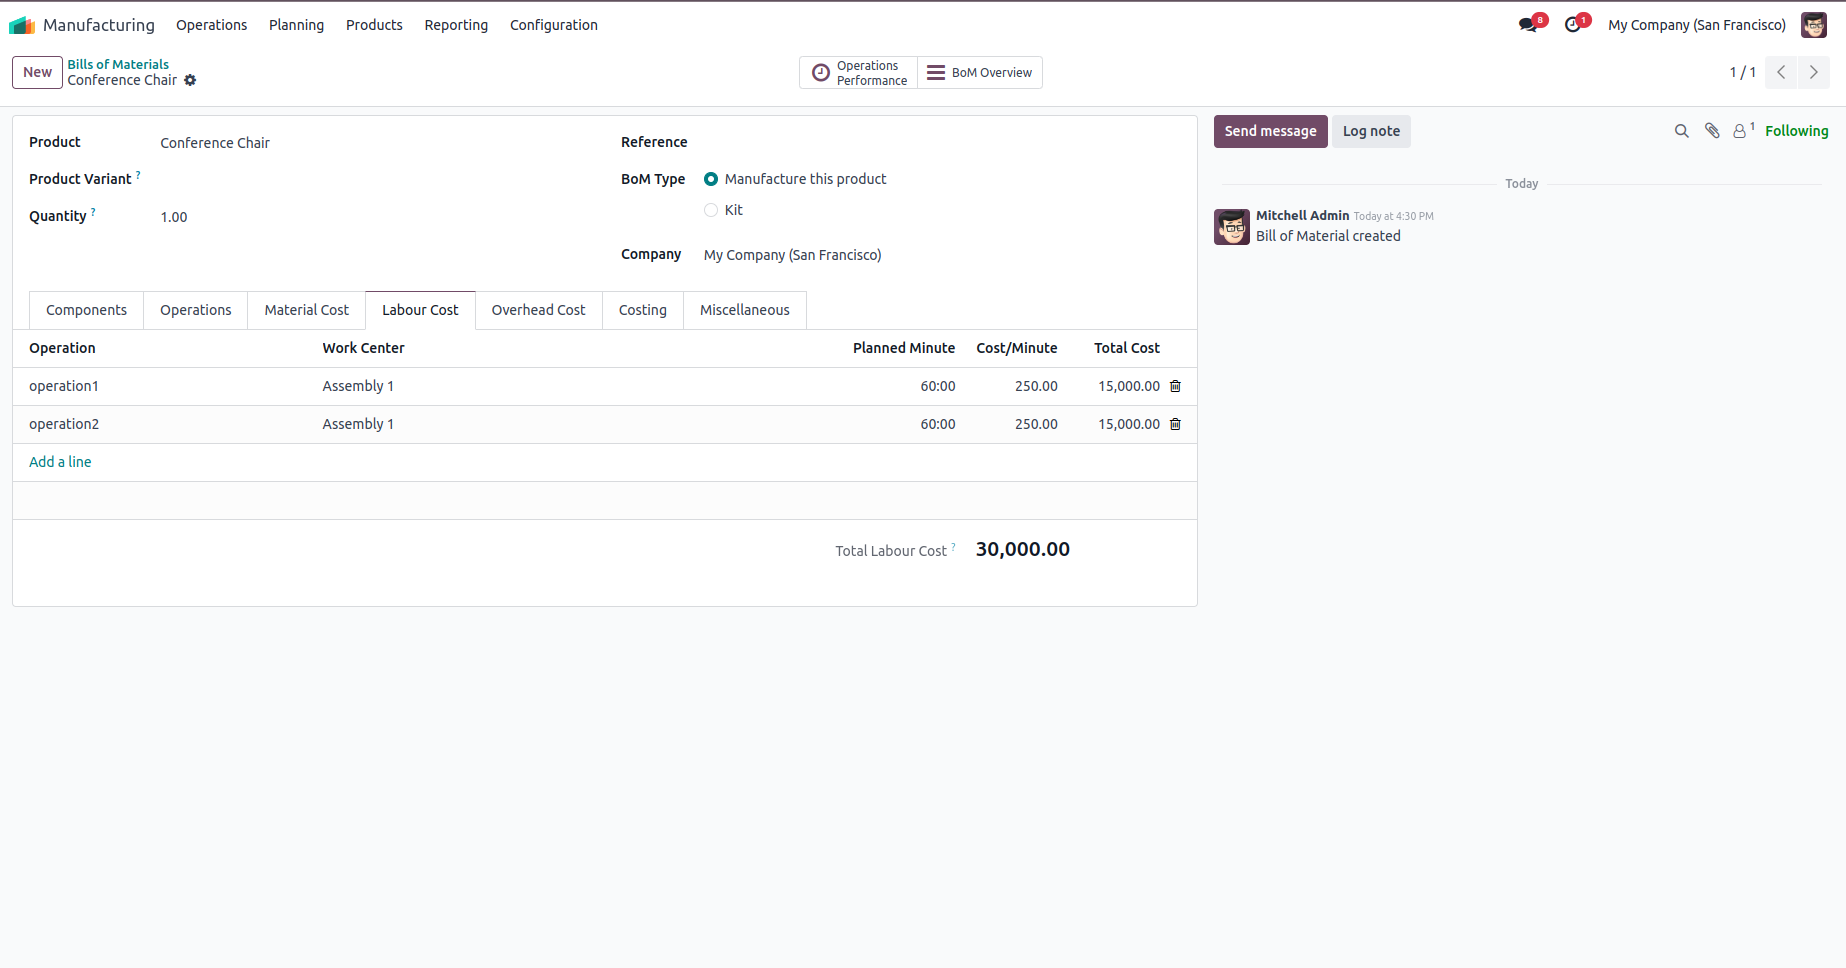 Manufacturing Operations Planning Products Reporting Configuration 8 1 My Company (San Francisco)
New Bills of Materials
Conference Chair
Operations Performance BoM Overview
1 / 1
Product Conference Chair
Product Variant ?
Quantity ? 1.00
Reference
BoM Type Manufacture this product
Kit
Company My Company (San Francisco)
Components Operations Material Cost Labour Cost Overhead Cost Costing Miscellaneous
Operation Work Center Planned Minute Cost/Minute Total Cost
operation1 Assembly 1 60:00 250.00 15,000.00
operation2 Assembly 1 60:00 250.00 15,000.00
Add a line
Total Labour Cost ? 30,000.00
Send message Log note 1 Following
Today
Mitchell Admin Today at 4:30 PM
Bill of Material created